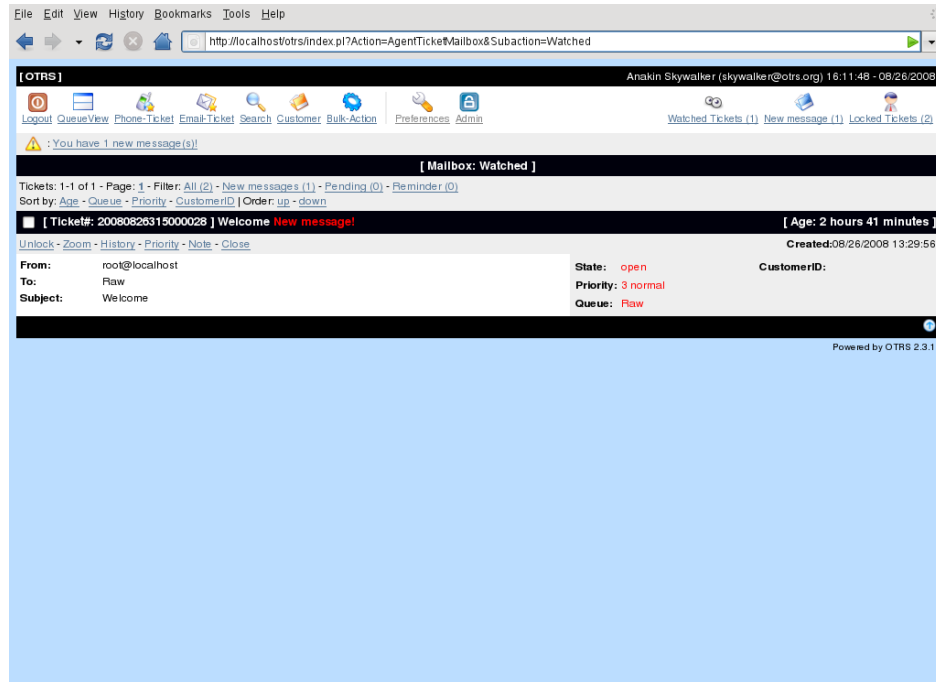 File Edit View History Bookmarks Tools Help
http://localhost/otrs/index.pl?Action=AgentTicketMailbox&Subaction=Watched
[ OTRS ] Anakin Skywalker (skywalker@otrs.org) 16:11:48 - 08/26/2008
Logout QueueView Phone-Ticket Email-Ticket Search Customer Bulk-Action Preferences Admin Watched Tickets (1) New message (1) Locked Tickets (2)
: You have 1 new message(s)!
[ Mailbox: Watched ]
Tickets: 1-1 of 1 - Page: 1 - Filter: All (2) - New messages (1) - Pending (0) - Reminder (0)
Sort by: Age - Queue - Priority - CustomerID | Order: up - down
[ Ticket#: 20080826315000028 ] Welcome New message! [ Age: 2 hours 41 minutes ]
Unlock - Zoom - History - Priority - Note - Close Created:08/26/2008 13:29:56
From: root@localhost State: open CustomerID:
To: Raw Priority: 3 normal
Subject: Welcome Queue: Raw
Powered by OTRS 2.3.1